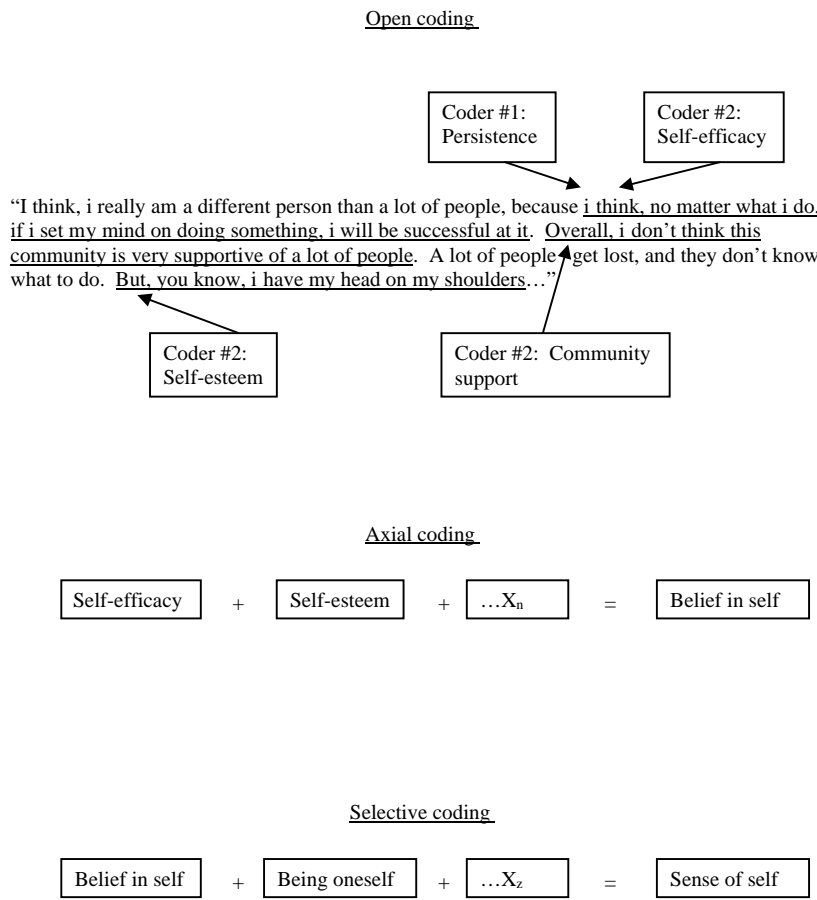 Open coding
Coder #1:
Persistence
Coder #2:
Self-efficacy
“I think, i really am a different person than a lot of people, because i think, no matter what i do,
if i set my mind on doing something, i will be successful at it. Overall, i don’t think this
community is very supportive of a lot of people. A lot of people get lost, and they don’t know
what to do. But, you know, i have my head on my shoulders…”
Coder #2:
Self-esteem
Coder #2: Community
support
Axial coding
Self-efficacy + Self-esteem + …Xn = Belief in self
Selective coding
Belief in self + Being oneself + …Xz = Sense of self